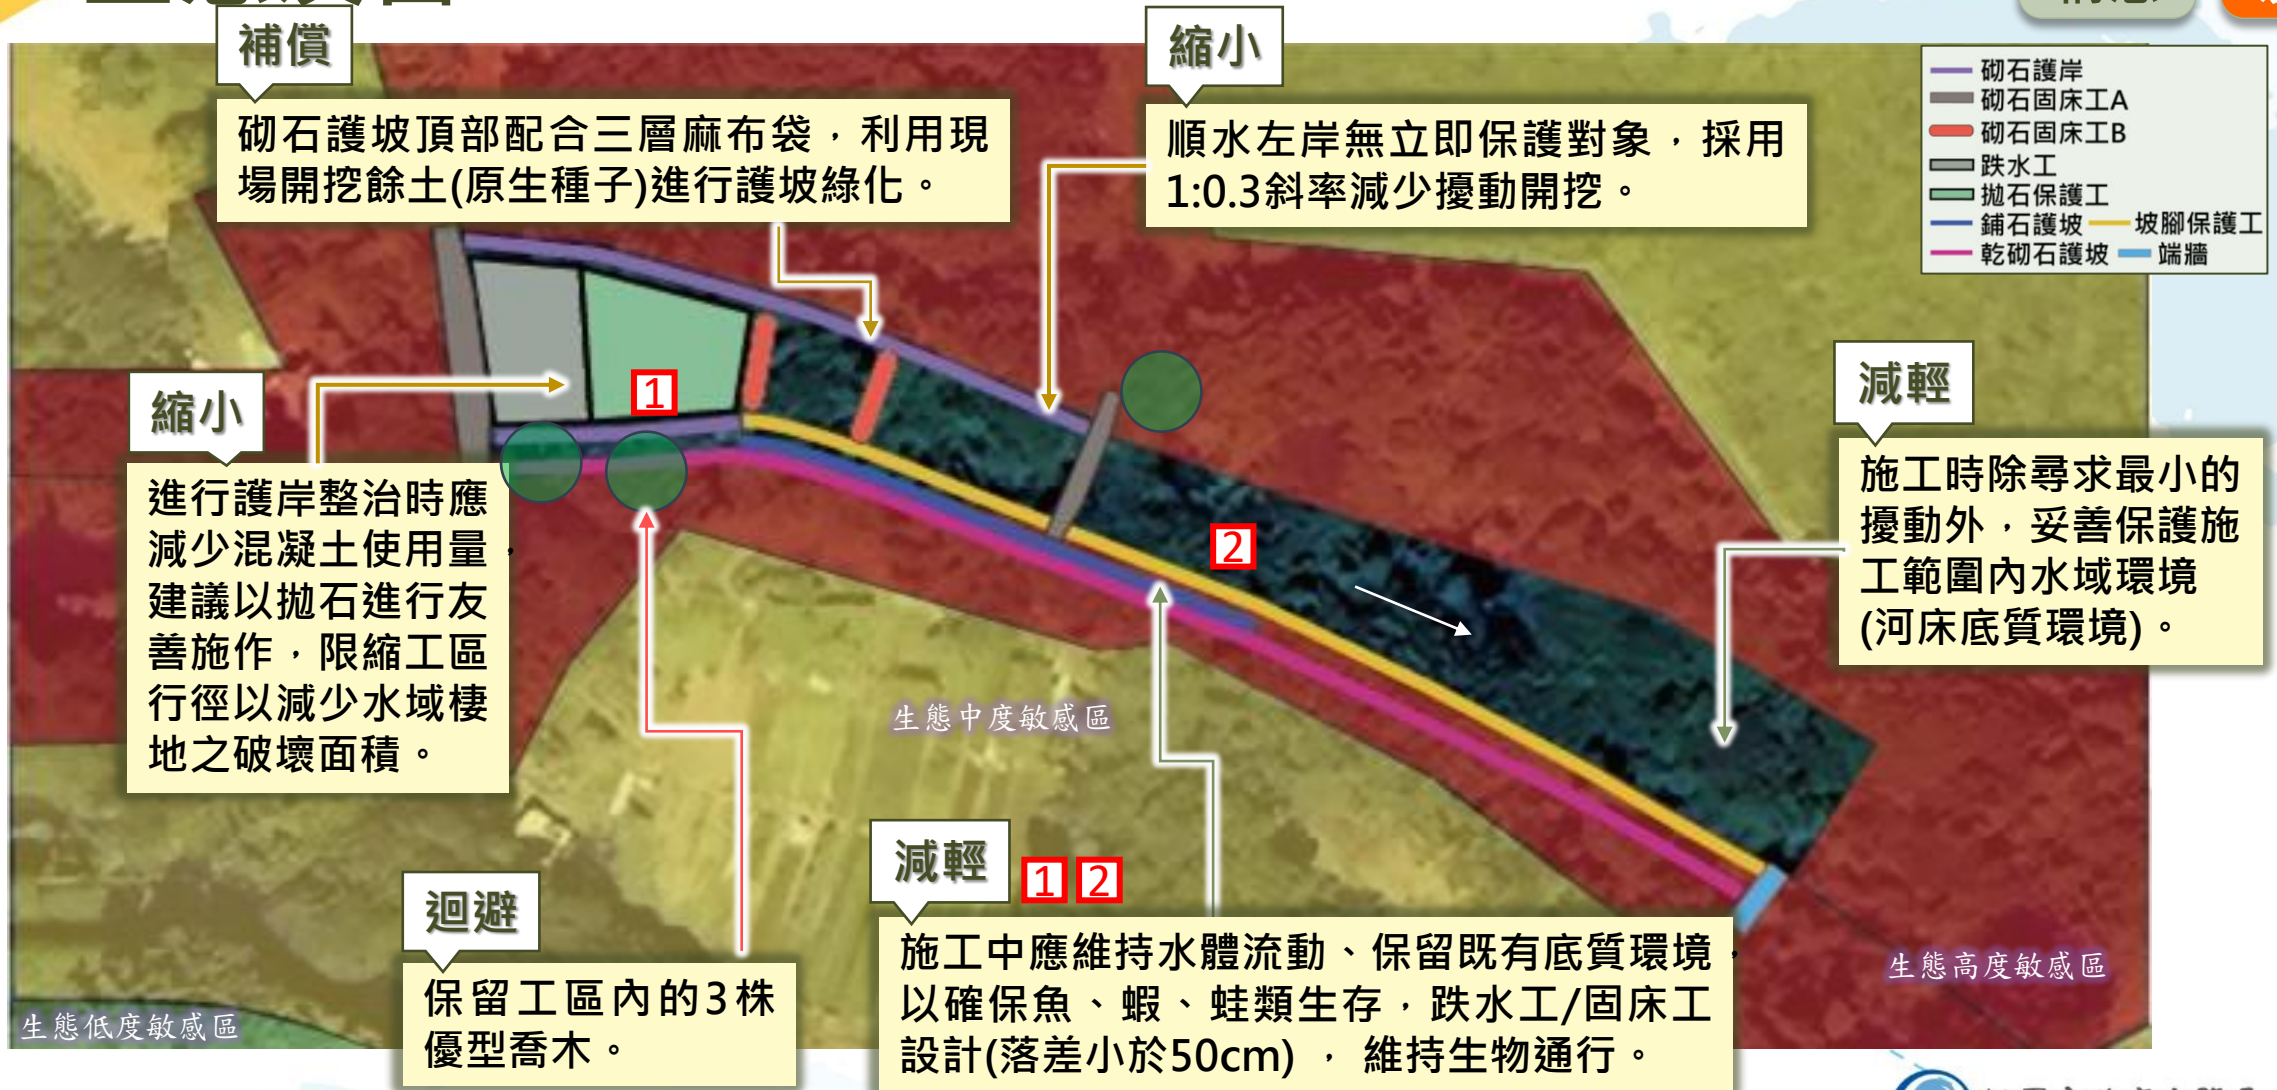 補償
砌石護坡頂部配合三層麻布袋，利用現
場開挖餘土(原生種子)進行護坡綠化。
縮小
順水左岸無立即保護對象，採用
1:0.3斜率減少擾動開挖。
砌石護岸
砌石固床工A
砌石固床工B
跌水工
拋石保護工
鋪石護坡 坡腳保護工
乾砌石護坡 端牆
縮小
進行護岸整治時應
減少混凝土使用量，
建議以拋石進行友
善施作，限縮工區
行徑以減少水域棲
地之破壞面積。
1
2
減輕
施工時除尋求最小的
擾動外，妥善保護施
工範圍內水域環境
(河床底質環境)。
生態中度敏感區
迴避
保留工區內的3株
優型喬木。
減輕 1 2
施工中應維持水體流動、保留既有底質環境，
以確保魚、蝦、蛙類生存，跌水工/固床工
設計(落差小於50cm)，維持生物通行。
生態高度敏感區
生態低度敏感區